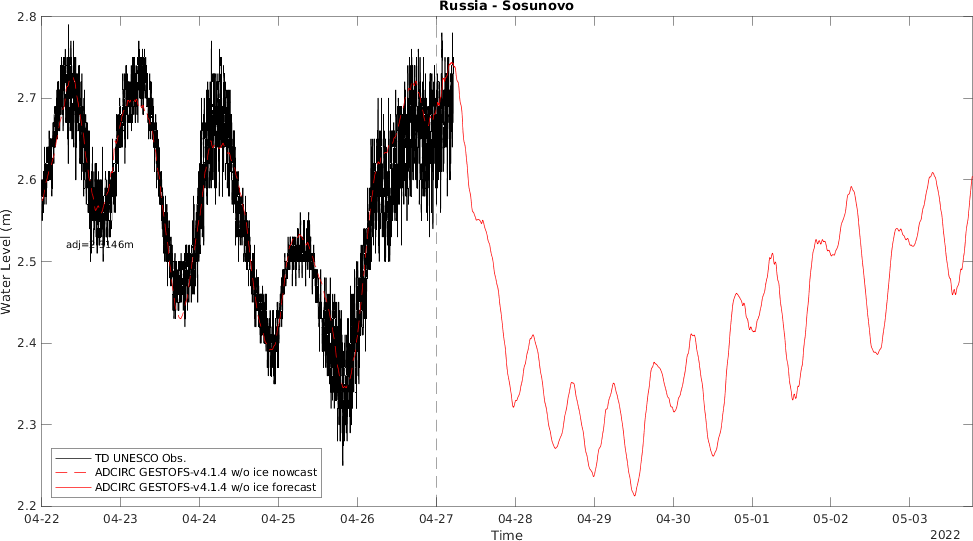 Russia - Sosunovo
2.8
2.7
2.6
2.5
2.4
2.3
2.2
Water Level (m)
TD UNESCO Obs.
ADCIRC GESTOFS-v4.1.4 w/o ice nowcast
ADCIRC GESTOFS-v4.1.4 w/o ice forecast
04-22 04-23 04-24 04-25 04-26 04-27 04-28 04-29 04-30 05-01 05-02 05-03
Time
2022